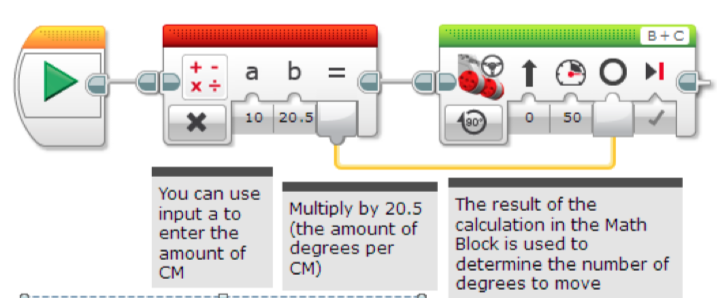 B+C
a b =
10 20.5
90°
0 50
You can use
input a to
enter the
amount of
CM
Multiply by 20.5
(the amount of
degrees per
CM)
The result of the
calculation in the Math
Block is used to
determine the number of
degrees to move